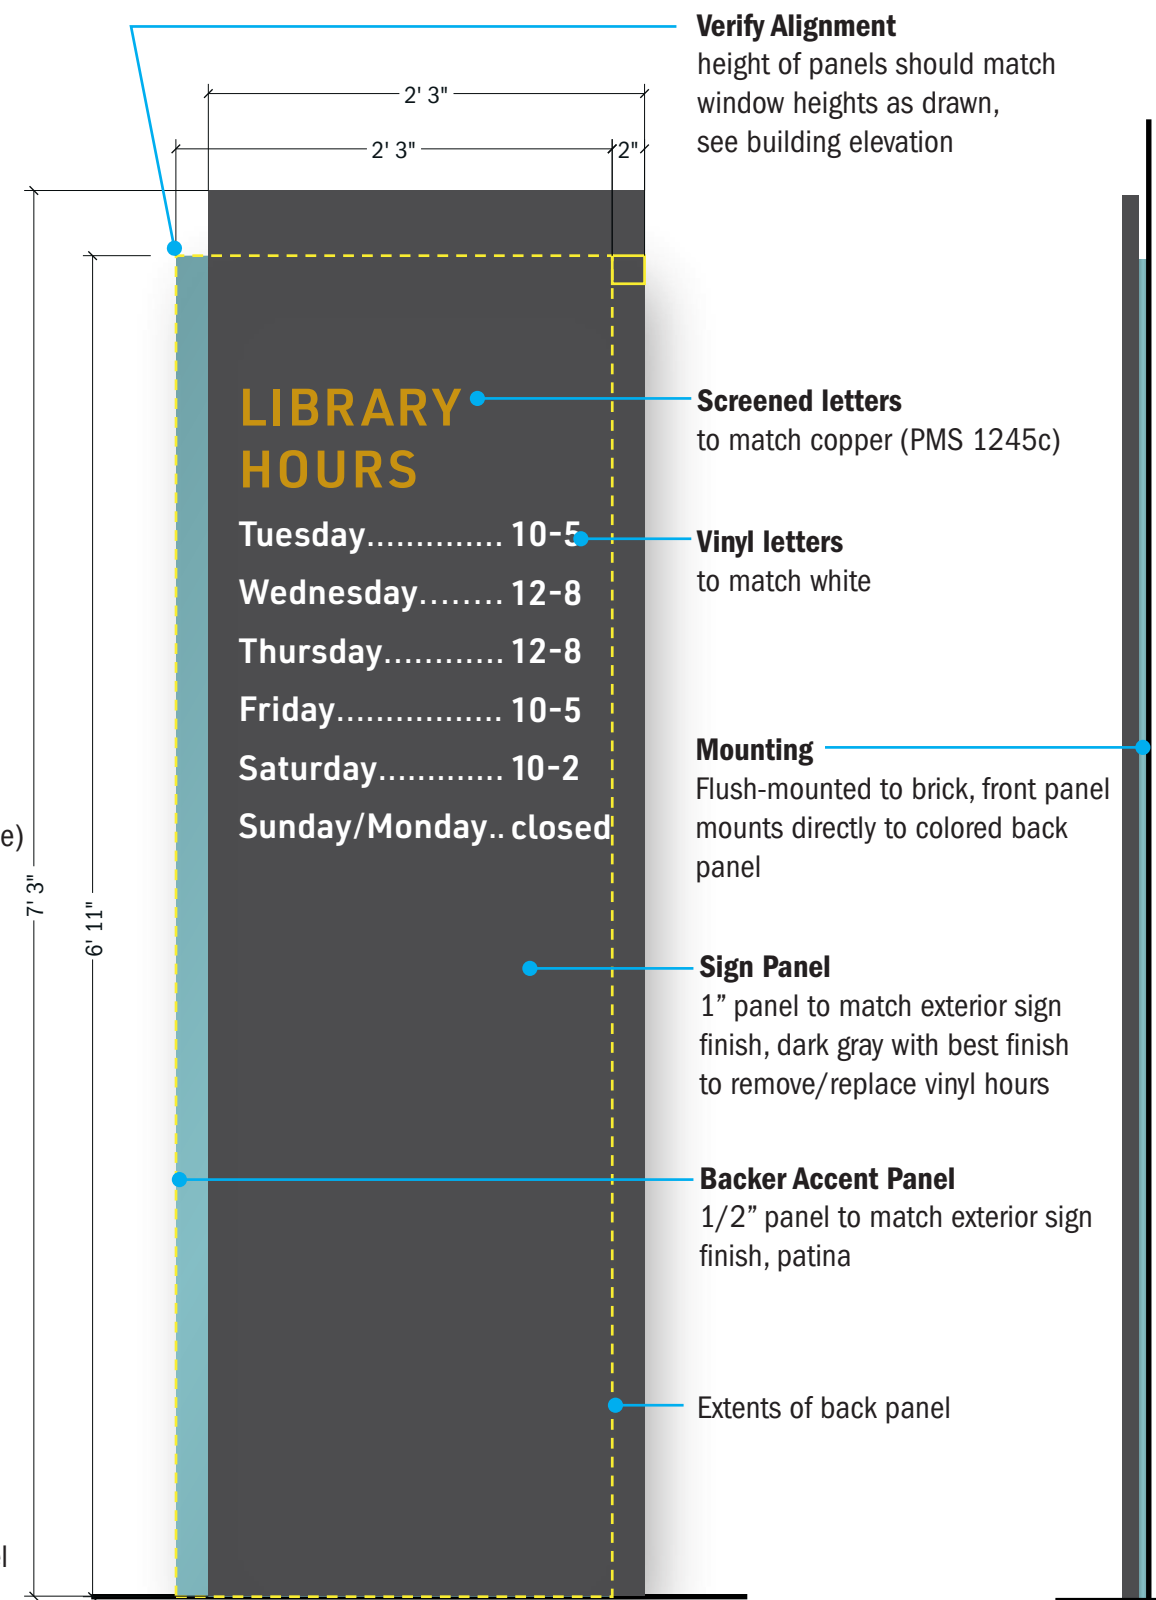 Verify Alignment
height of panels should match
window heights as drawn,
see building elevation
2' 3"
2' 3"
2"
LIBRARY
HOURS
Tuesday.............. 10-5
Wednesday........ 12-8
Thursday............ 12-8
Friday................. 10-5
Saturday............. 10-2
Sunday/Monday.. closed
Screened letters
to match copper (PMS 1245c)
Vinyl letters
to match white
Mounting
Flush-mounted to brick, front panel
mounts directly to colored back
panel
e)
7' 3"
6' 11"
Sign Panel
1” panel to match exterior sign
finish, dark gray with best finish
to remove/replace vinyl hours
Backer Accent Panel
1/2” panel to match exterior sign
finish, patina
Extents of back panel